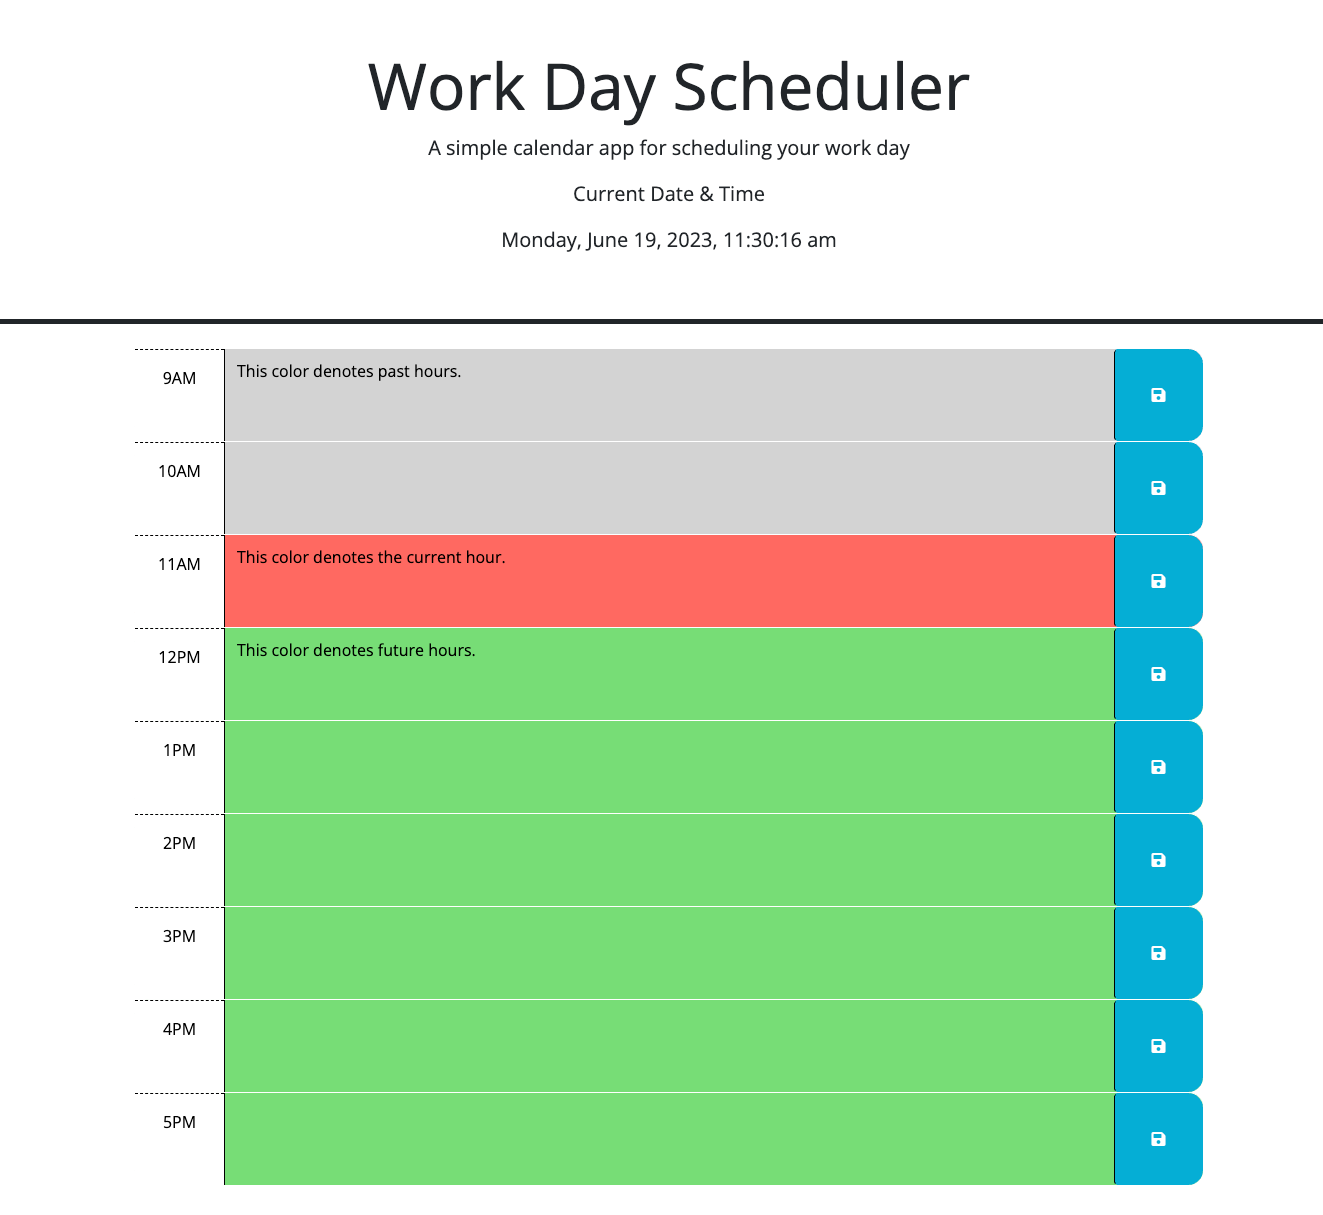 Work Day Scheduler
A simple calendar app for scheduling your work day
Current Date & Time
Monday, June 19, 2023, 11:30:16 am
9AM
This color denotes past hours.
10AM
11AM
This color denotes the current hour.
12PM
This color denotes future hours.
1PM
2PM
3PM
4PM
5PM